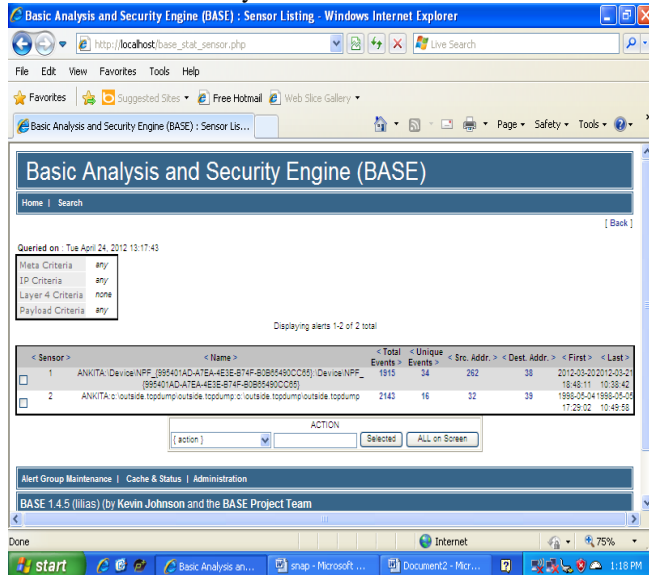 Basic Analysis and Security Engine (BASE) : Sensor Listing - Windows Internet Explorer
http://localhost/base_stat_sensor.php
Live Search
File Edit View Favorites Tools Help
Favorites Suggested Sites Free Hotmail Web Slice Gallery
Basic Analysis and Security Engine (BASE) : Sensor Lis...
Page Safety Tools
Basic Analysis and Security Engine (BASE)
Home | Search
[ Back ]
Queried on : Tue April 24, 2012 13:17:43
Meta Criteria any
IP Criteria any
Layer 4 Criteria none
Payload Criteria any
Displaying alerts 1-2 of 2 total
< Sensor > < Name > < Total Events > < Unique Events > < Src. Addr. > < Dest. Addr. > < First > < Last >
1 ANKITA:\Device\NPF_{995401AD-A7EA-4E3E-B74F-B0B65490CC65}:\Device\NPF_ 1915 34 262 38 2012-03-20 2012-03-21
{995401AD-A7EA-4E3E-B74F-B0B65490CC65} 18:48:11 10:38:42
2 ANKITA:c:\outside.tcpdump\outside.tcpdump:c:\outside.tcpdump\outside.tcpdump 2143 16 32 39 1998-05-04 1998-05-05
17:29:02 10:49:58
ACTION
{ action } Selected ALL on Screen
Alert Group Maintenance | Cache & Status | Administration
BASE 1.4.5 (lilias) (by Kevin Johnson and the BASE Project Team
Done Internet 75%
start Basic Analysis an... snap - Microsoft ... Document2 - Micr... 1:18 PM